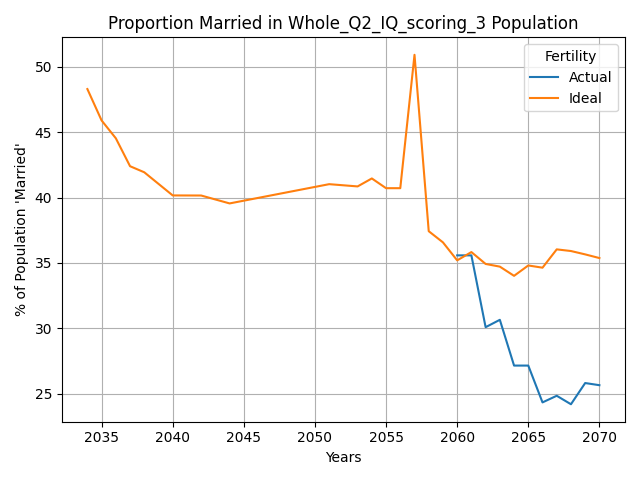 Proportion Married in Whole_Q2_IQ_scoring_3 Population
% of Population 'Married'
50
45
40
35
30
25
Fertility
Actual
Ideal
2035 2040 2045 2050 2055 2060 2065 2070
Years